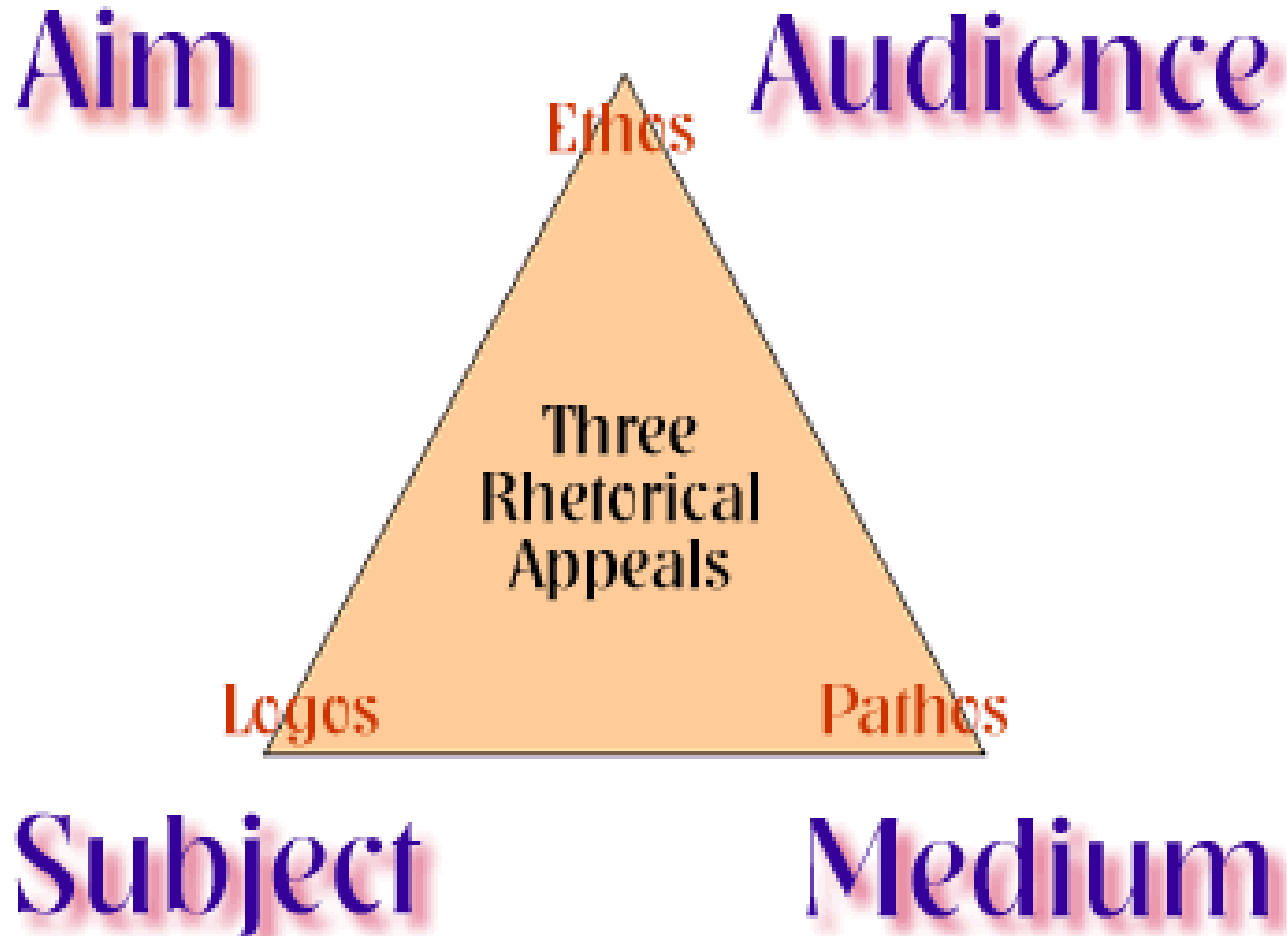 Aim
Audience
Ethos
Three
Rhetorical
Appeals
Logos
Pathos
Subject
Medium